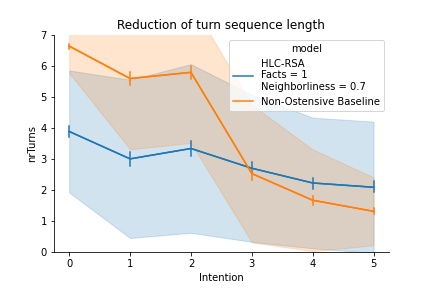 Reduction of turn sequence length
7
6
5
4
3
2
1
0
nrTurns
model
HLC-RSA
Facts = 1
Neighborliness = 0.7
Non-Ostensive Baseline
0 1 2 3 4 5
Intention